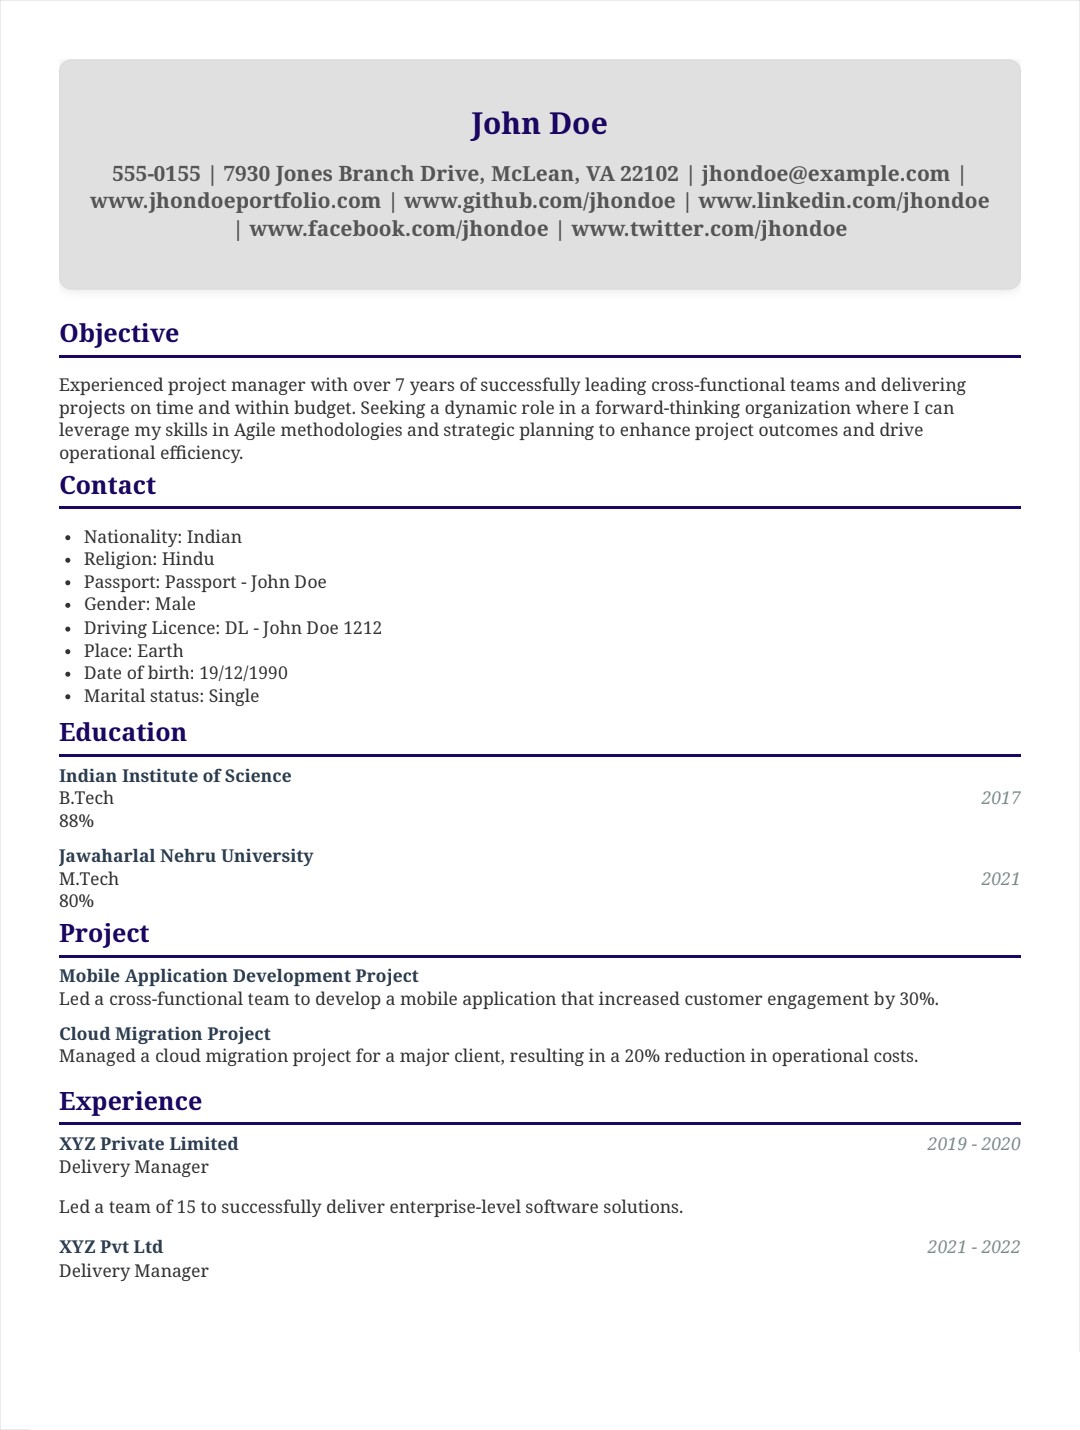 John Doe
555-0155 | 7930 Jones Branch Drive, McLean, VA 22102 | jhondoe@example.com |
www.jhondoeportfolio.com | www.github.com/jhondoe | www.linkedin.com/jhondoe
| www.facebook.com/jhondoe | www.twitter.com/jhondoe
Objective
Experienced project manager with over 7 years of successfully leading cross-functional teams and delivering
projects on time and within budget. Seeking a dynamic role in a forward-thinking organization where I can
leverage my skills in Agile methodologies and strategic planning to enhance project outcomes and drive
operational efficiency.
Contact
• Nationality: Indian
• Religion: Hindu
• Passport: Passport - John Doe
• Gender: Male
• Driving Licence: DL - John Doe 1212
• Place: Earth
• Date of birth: 19/12/1990
• Marital status: Single
Education
Indian Institute of Science
B.Tech 2017
88%
Jawaharlal Nehru University
M.Tech 2021
80%
Project
Mobile Application Development Project
Led a cross-functional team to develop a mobile application that increased customer engagement by 30%.
Cloud Migration Project
Managed a cloud migration project for a major client, resulting in a 20% reduction in operational costs.
Experience
XYZ Private Limited 2019 - 2020
Delivery Manager
Led a team of 15 to successfully deliver enterprise-level software solutions.
XYZ Pvt Ltd 2021 - 2022
Delivery Manager